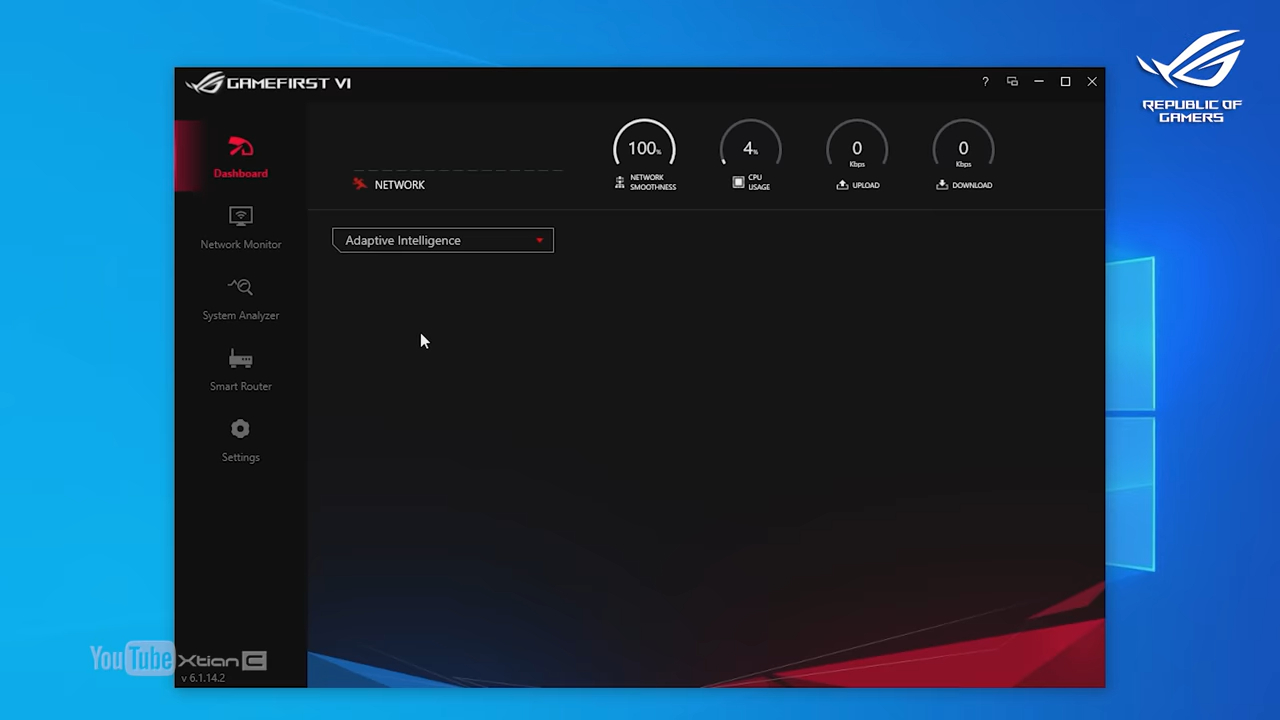 GAMEFIRST VI
?
REPUBLIC OF
GAMERS
Dashboard
Network Monitor
System Analyzer
Smart Router
Settings
NETWORK
100%
NETWORK
SMOOTHNESS
4%
CPU
USAGE
0
Kbps
UPLOAD
0
Kbps
DOWNLOAD
Adaptive Intelligence
YouTube Xtian C
v 6.1.14.2